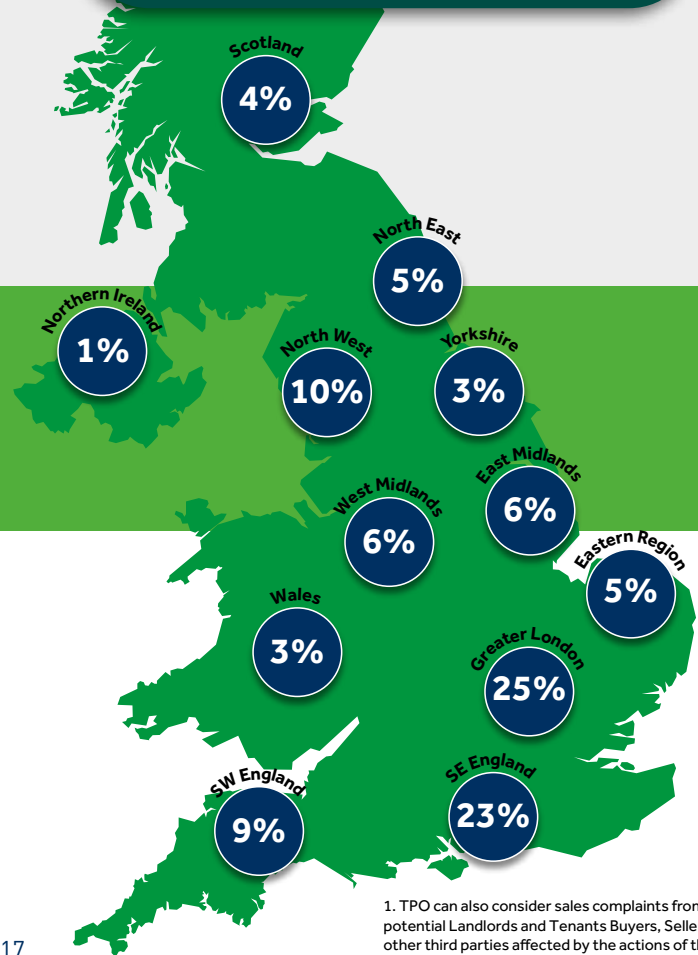 Scotland
4%
North East
5%
Northern Ireland
1%
North West
10%
Yorkshire
3%
East Midlands
6%
West Midlands
6%
Eastern Region
5%
Wales
3%
Greater London
25%
SE England
23%
SW England
9%
1. TPO can also consider sales complaints from
potential Landlords and Tenants Buyers, Selle
other third parties affected by the actions of th
17